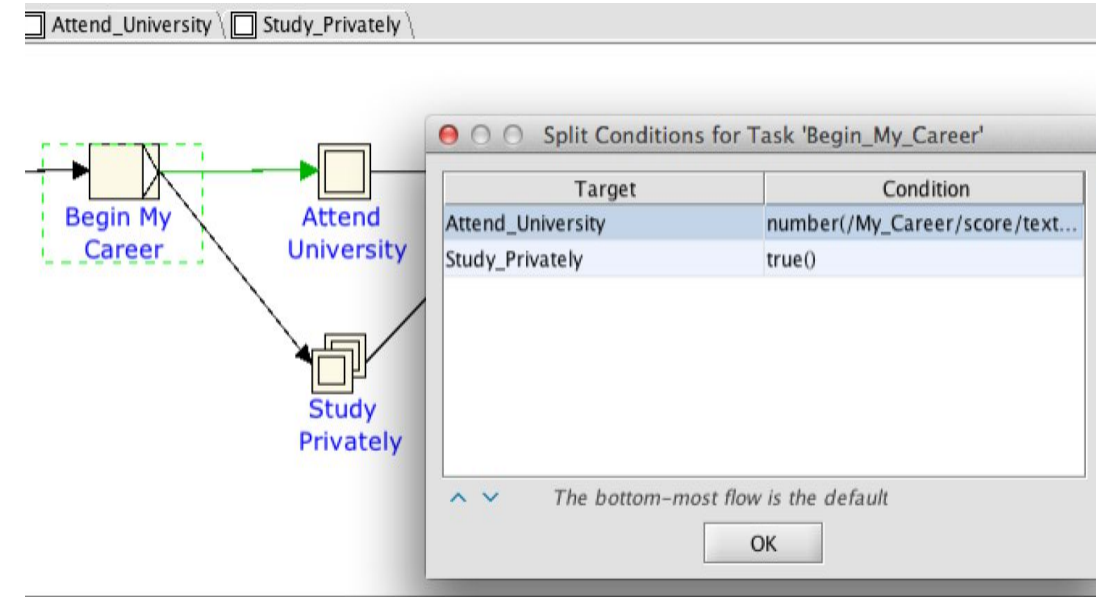 Attend_University
Study_Privately
Begin My
Career
Attend
University
Study
Privately
Split Conditions for Task 'Begin_My_Career'
Target
Condition
Attend_University
number(/My_Career/score/text...
Study_Privately
true()
The bottom-most flow is the default
OK